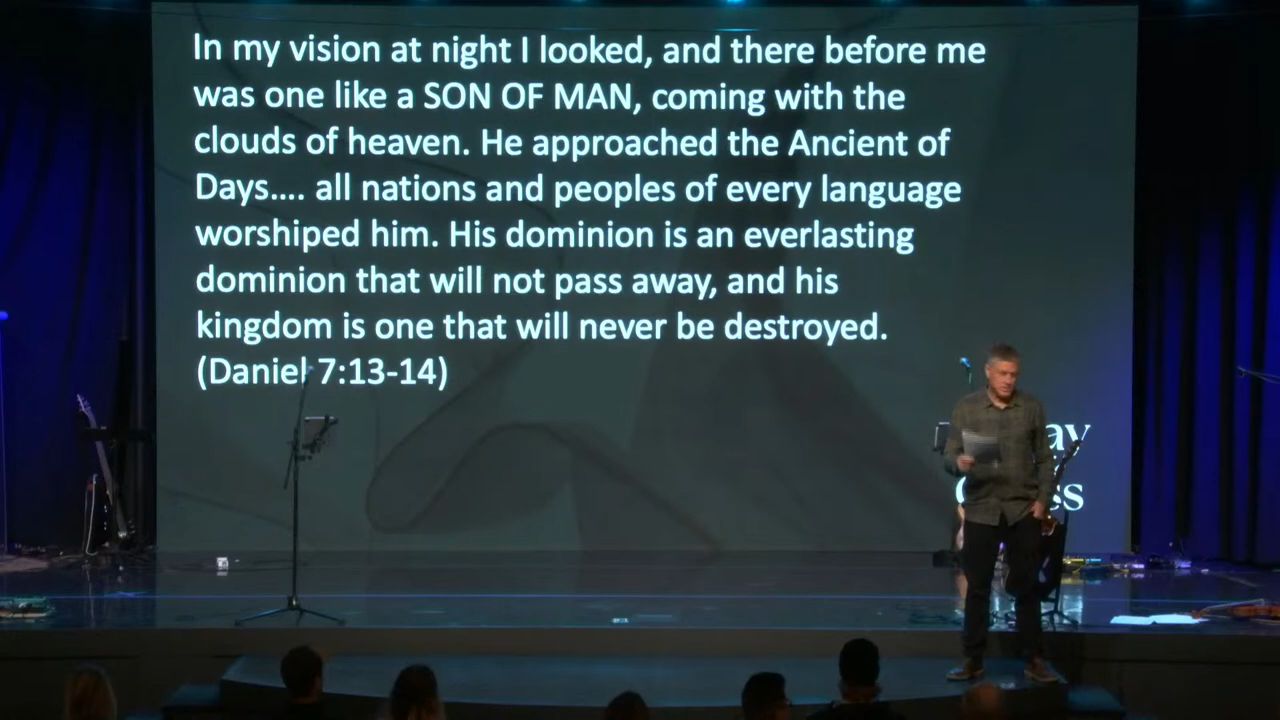 In my vision at night I looked, and there before me
was one like a SON OF MAN, coming with the
clouds of heaven. He approached the Ancient of
Days.... all nations and peoples of every language
worshiped him. His dominion is an everlasting
dominion that will not pass away, and his
kingdom is one that will never be destroyed.
(Daniel 7:13-14)